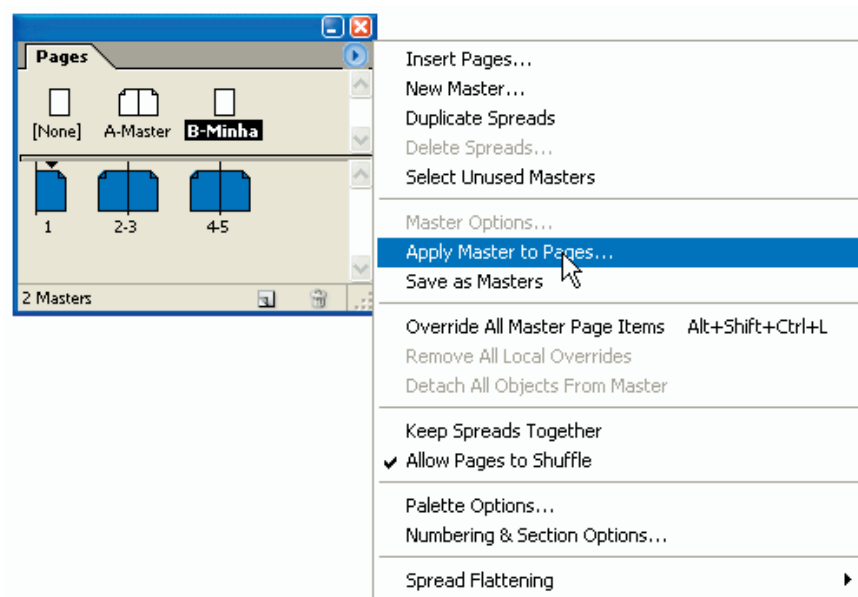 Pages
[None]
A-Master
B-Minha
1
2-3
4-5
2 Masters
Insert Pages...
New Master...
Duplicate Spreads
Delete Spreads...
Select Unused Masters
Master Options...
Apply Master to Pages...
Save as Masters
Override All Master Page Items Alt+Shift+Ctrl+L
Remove All Local Overrides
Detach All Objects From Master
Keep Spreads Together
Allow Pages to Shuffle
Palette Options...
Numbering & Section Options...
Spread Flattening